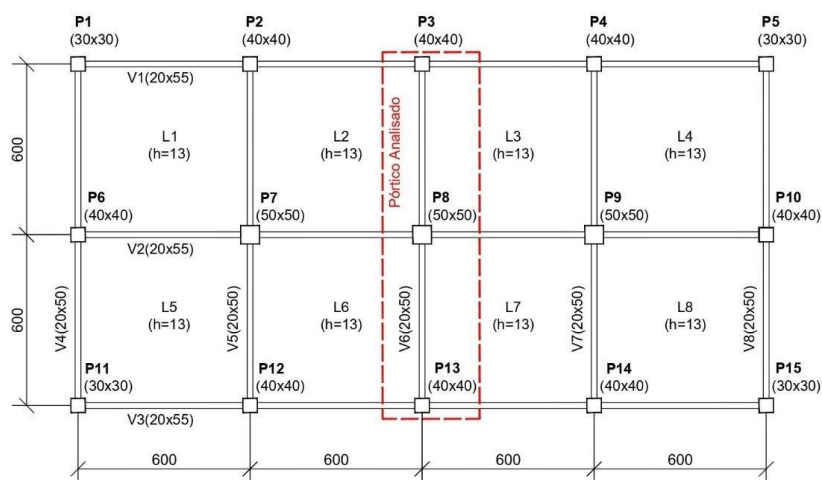 P1 P2 P3 P4 P5
(30x30) (40x40) (40x40) (40x40) (30x30)
V1(20x55)
600
L1 L2 L3 L4
(h=13) (h=13) (h=13) (h=13)
Pórtico Analisado
P6 P7 P8 P9 P10
(40x40) (50x50) (50x50) (50x50) (40x40)
V2(20x55)
600
L5 L6 L7 L8
(h=13) (h=13) (h=13) (h=13)
V4(20x50) V5(20x50) V6(20x50) V7(20x50) V8(20x50)
P11 P12 P13 P14 P15
(30x30) (40x40) (40x40) (40x40) (30x30)
V3(20x55)
600 600 600 600